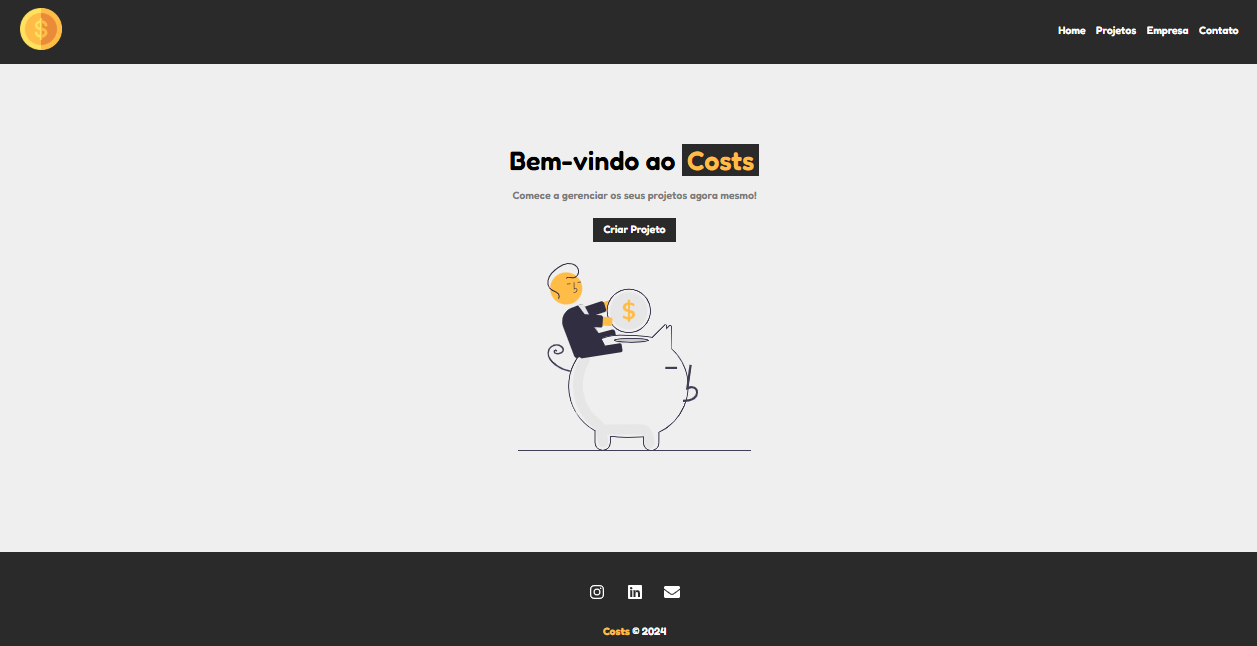 $
Home Projetos Empresa Contato
Bem-vindo ao Costs
Comece a gerenciar os seus projetos agora mesmo!
Criar Projeto
$
in
Costs © 2024